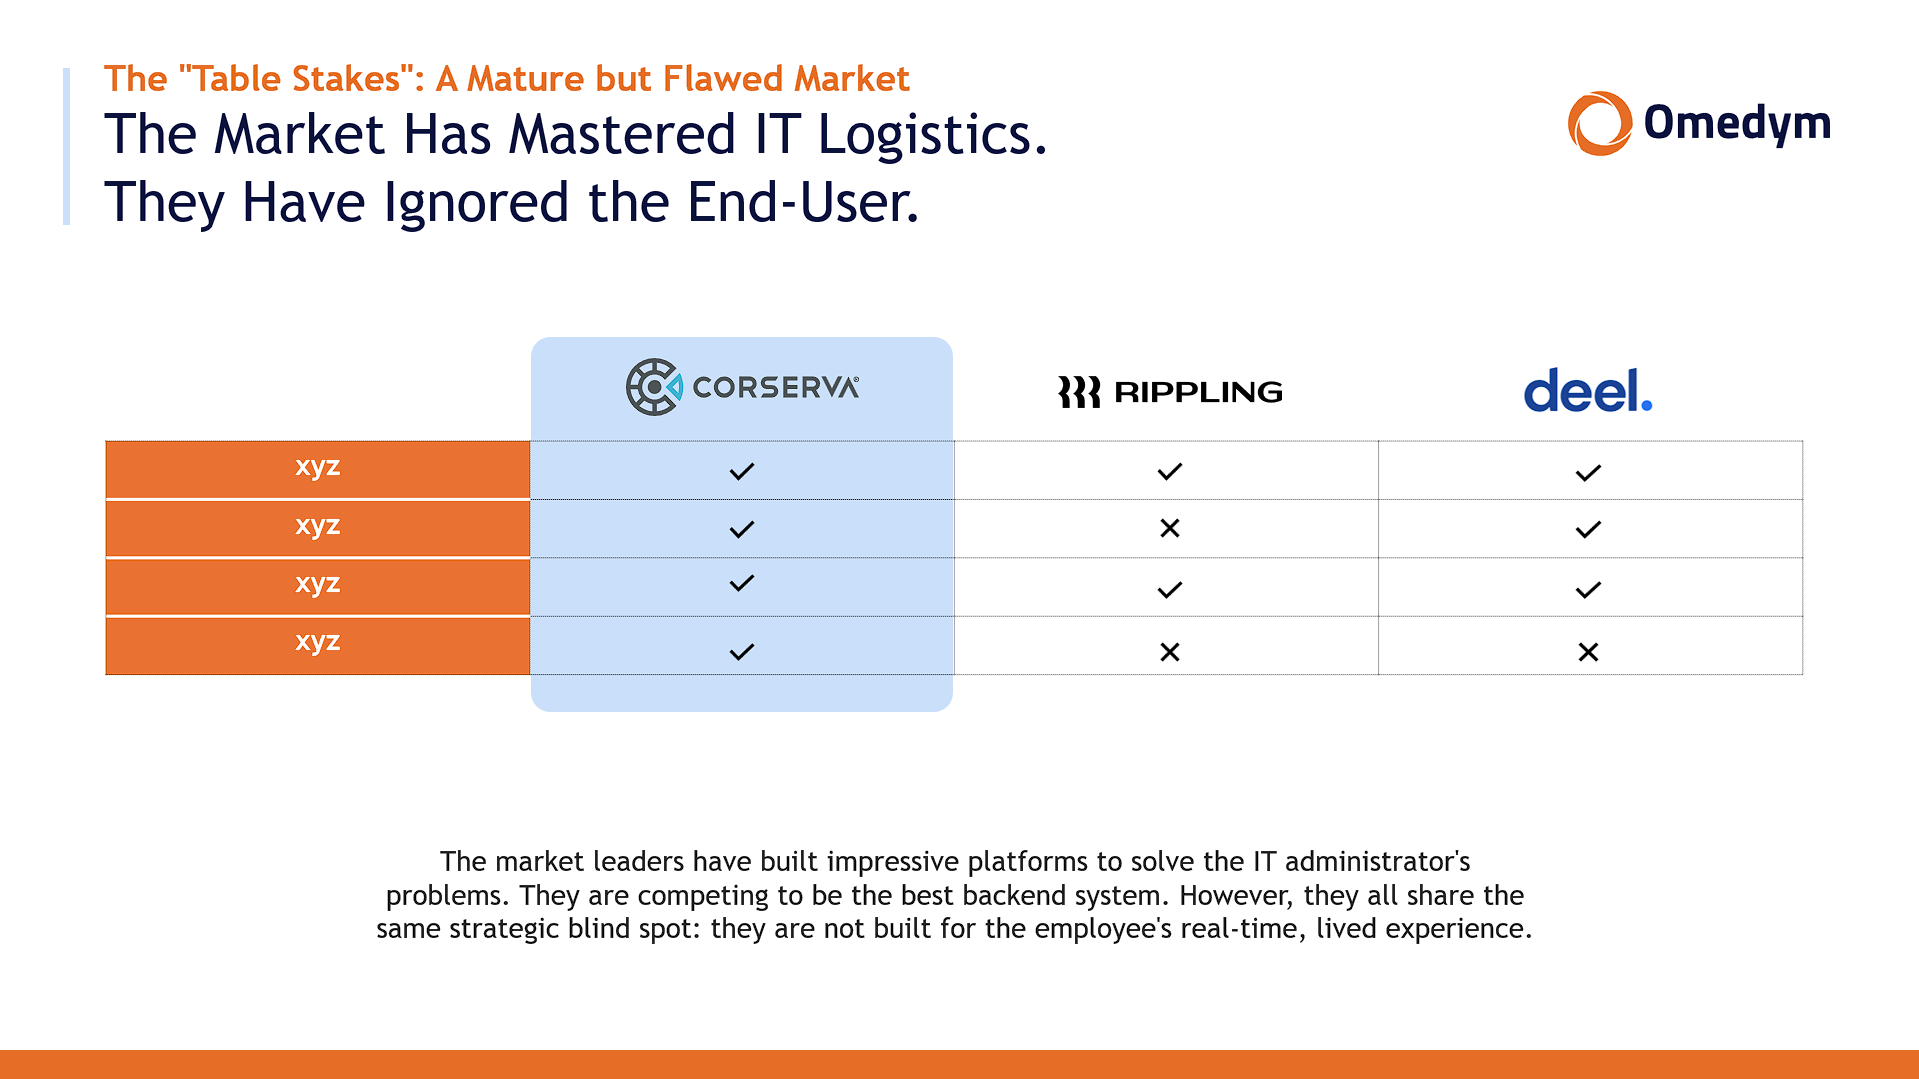 The "Table Stakes": A Mature but Flawed Market
The Market Has Mastered IT Logistics.
They Have Ignored the End-User.
Omedym
CORSERVA®
RIPPLING
deel.
xyz
xyz
xyz
xyz
The market leaders have built impressive platforms to solve the IT administrator's
problems. They are competing to be the best backend system. However, they all share the
same strategic blind spot: they are not built for the employee's real-time, lived experience.